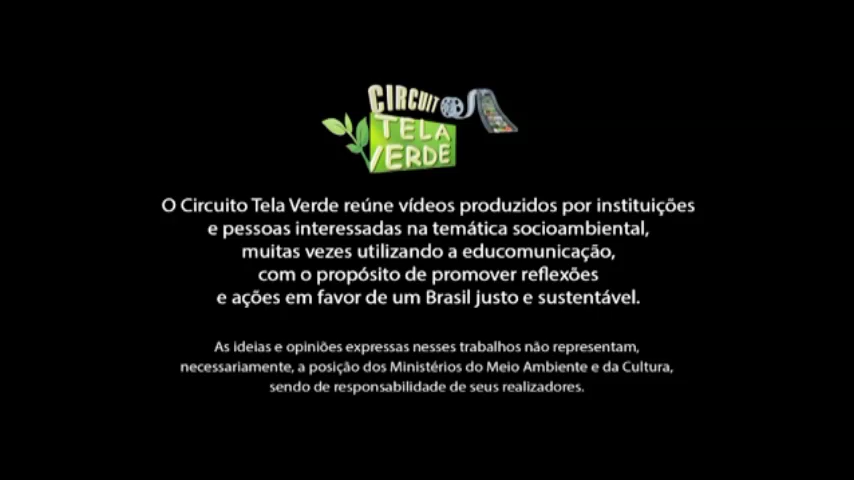 CIRCUITO
TELA
VERDE
O Circuito Tela Verde reúne vídeos produzidos por instituições
e pessoas interessadas na temática socioambiental,
muitas vezes utilizando a educomunicação,
com o propósito de promover reflexões
e ações em favor de um Brasil justo e sustentável.
As ideias e opiniões expressas nesses trabalhos não representam,
necessariamente, a posição dos Ministérios do Meio Ambiente e da Cultura,
sendo de responsabilidade de seus realizadores.